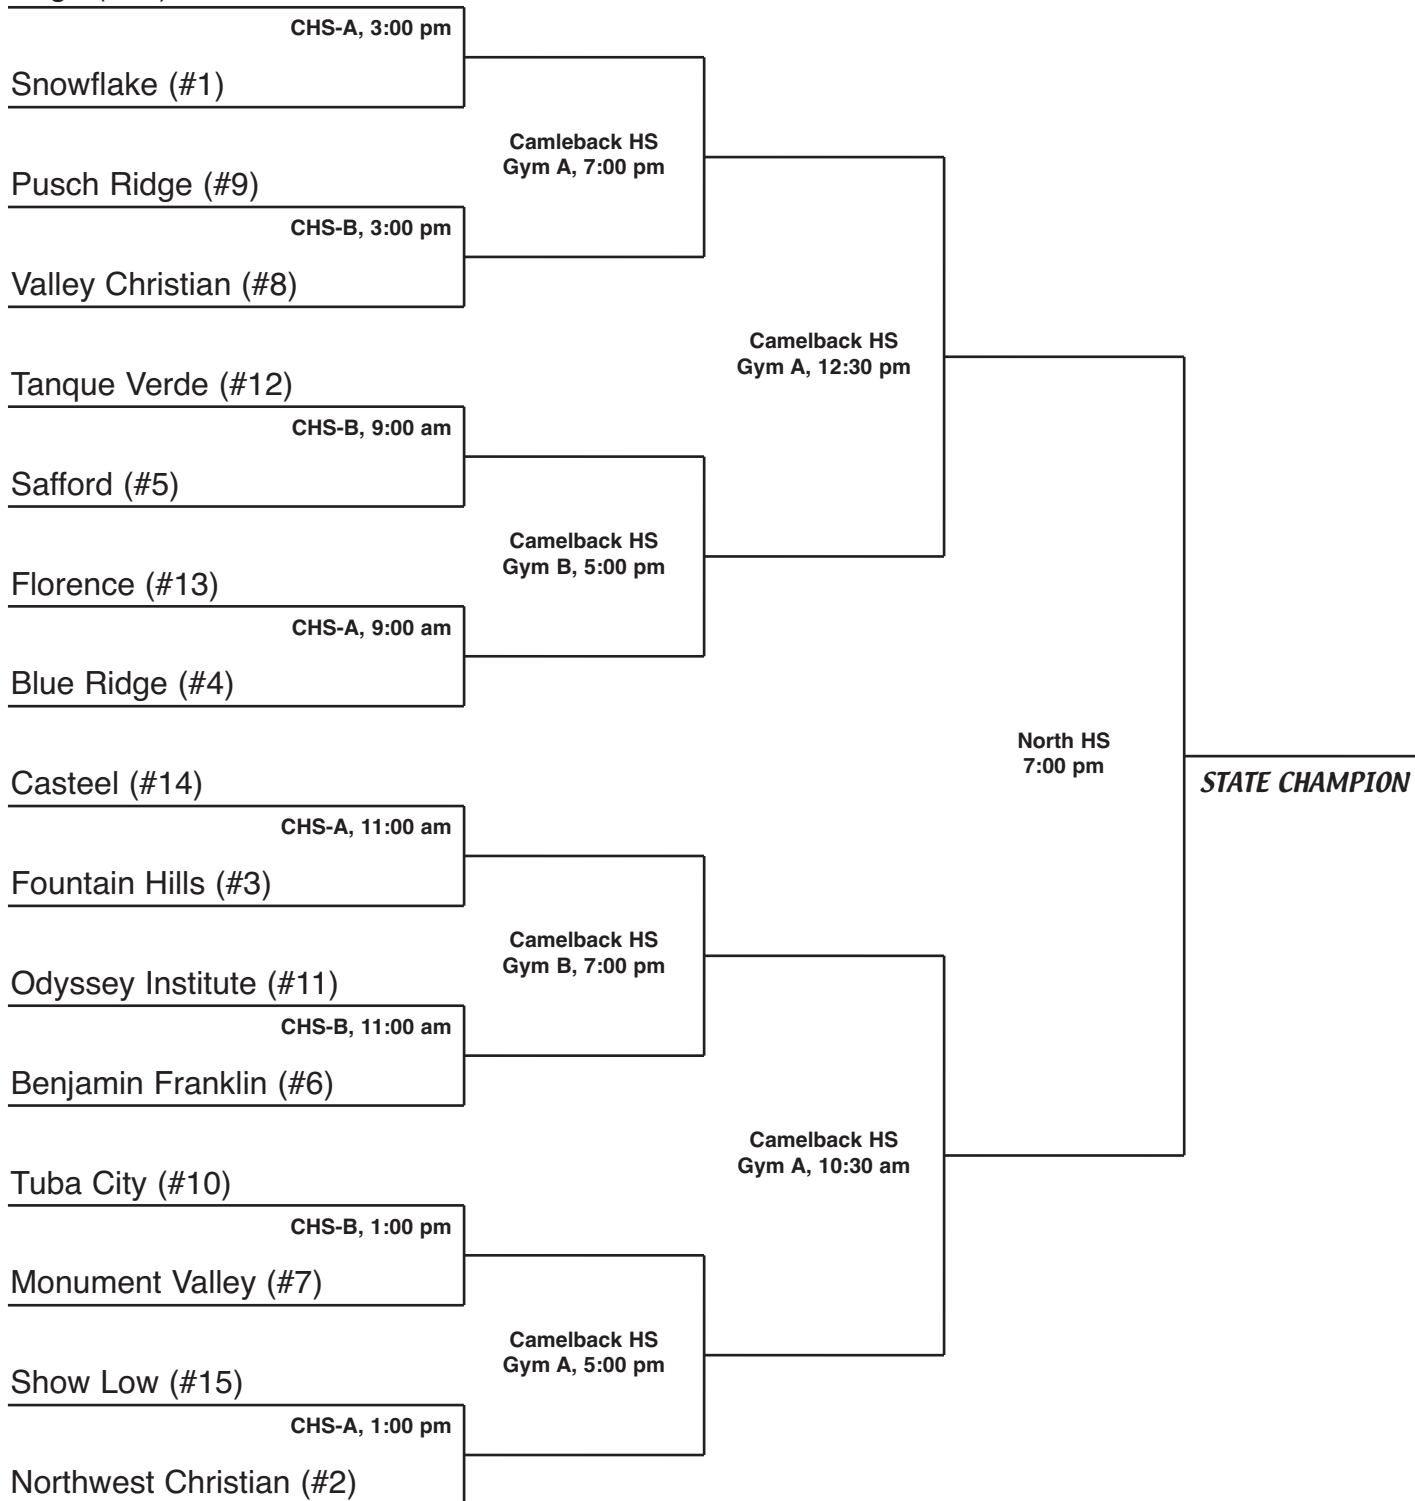 CHS-A, 3:00 pm
Snowflake (#1)
Camleback HS
Gym A, 7:00 pm
Pusch Ridge (#9)
CHS-B, 3:00 pm
Valley Christian (#8)
Camelback HS
Gym A, 12:30 pm
Tanque Verde (#12)
CHS-B, 9:00 am
Safford (#5)
Camelback HS
Gym B, 5:00 pm
Florence (#13)
CHS-A, 9:00 am
Blue Ridge (#4)
North HS
7:00 pm
STATE CHAMPION
Casteel (#14)
CHS-A, 11:00 am
Fountain Hills (#3)
Camelback HS
Gym B, 7:00 pm
Odyssey Institute (#11)
CHS-B, 11:00 am
Benjamin Franklin (#6)
Camelback HS
Gym A, 10:30 am
Tuba City (#10)
CHS-B, 1:00 pm
Monument Valley (#7)
Camelback HS
Gym A, 5:00 pm
Show Low (#15)
CHS-A, 1:00 pm
Northwest Christian (#2)